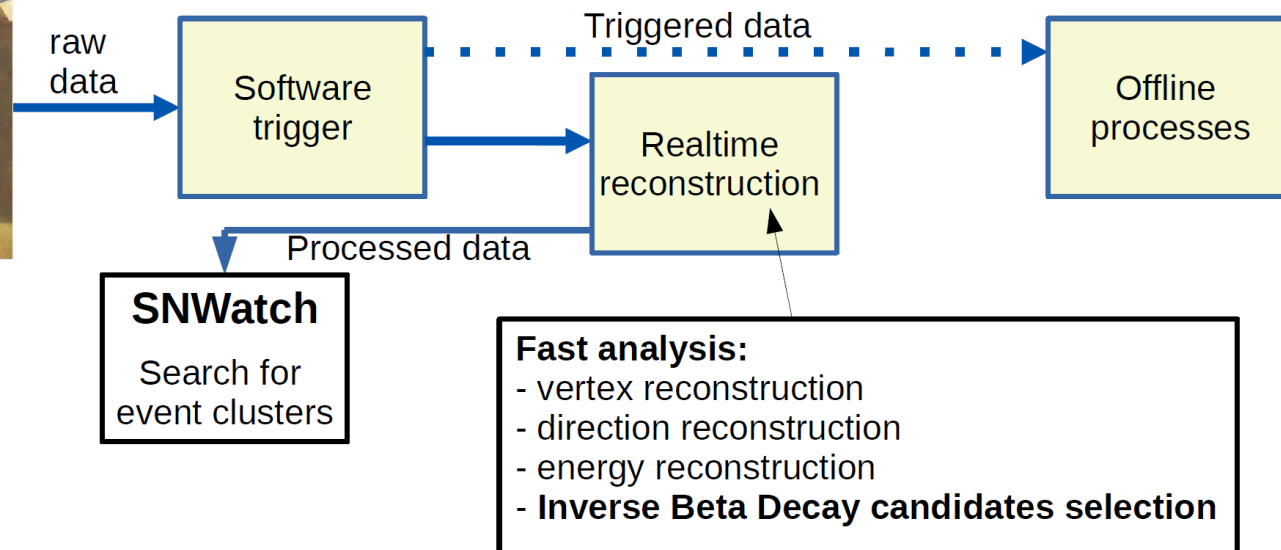 raw
data
Software
trigger
Triggered data
Realtime
reconstruction
Offline
processes
Processed data
SNWatch
Search for
event clusters
Fast analysis:
- vertex reconstruction
- direction reconstruction
- energy reconstruction
- Inverse Beta Decay candidates selection